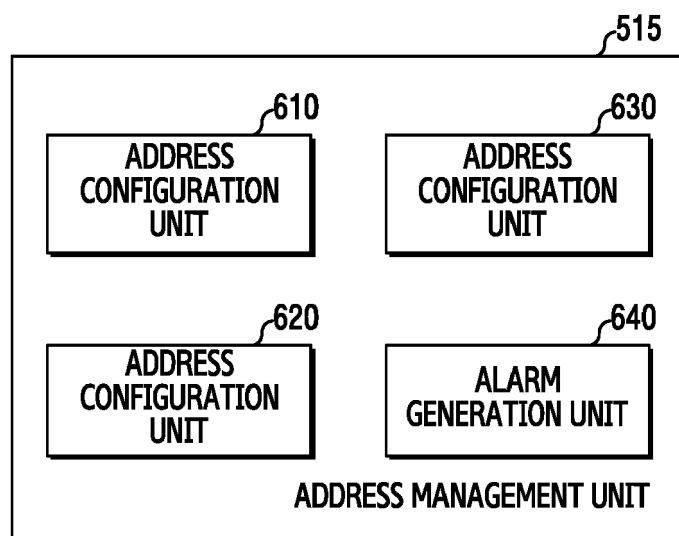 515
610
ADDRESS
CONFIGURATION
UNIT
630
ADDRESS
CONFIGURATION
UNIT
620
ADDRESS
CONFIGURATION
UNIT
640
ALARM
GENERATION UNIT
ADDRESS MANAGEMENT UNIT